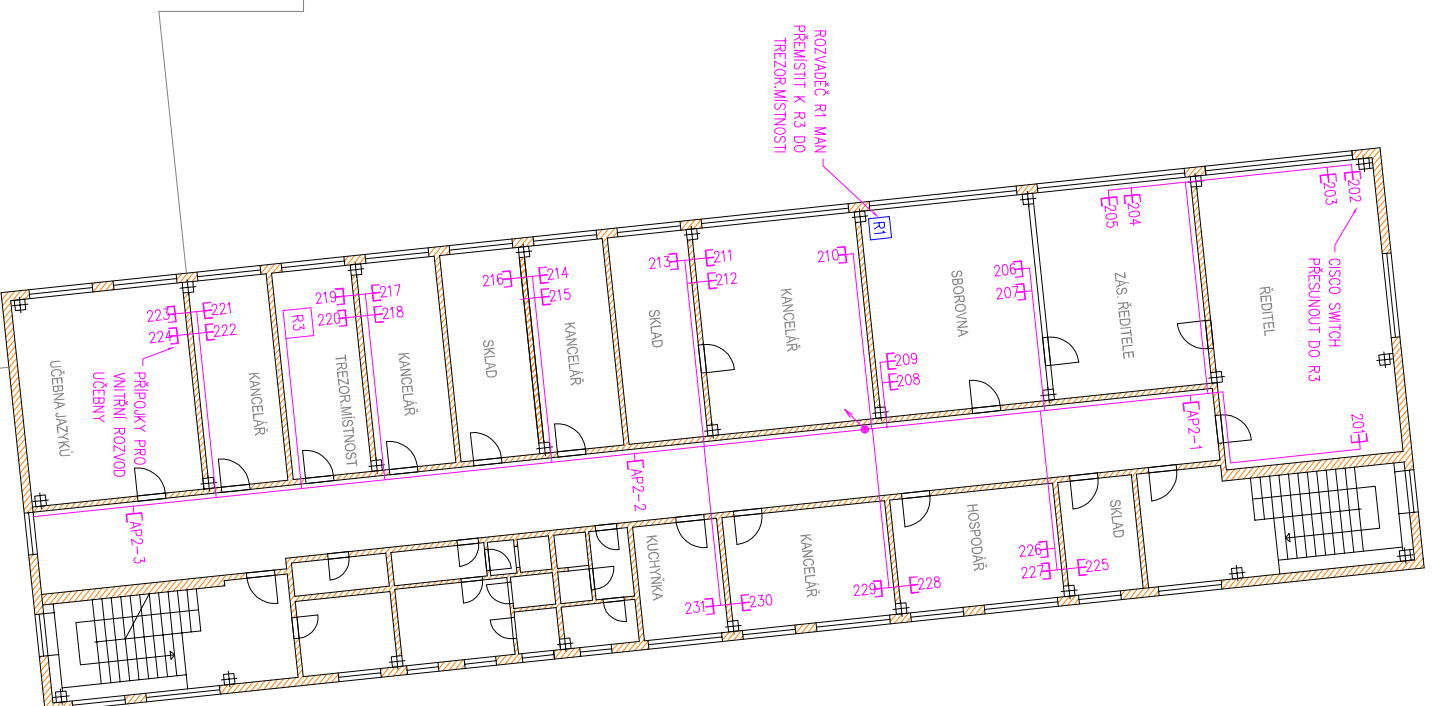 ROZVADĚČ R1 MAN
PŘEMÍSTIT K R3 DO
TREZOR.MÍSTNOSTI
R1
CISCO SWITCH
PŘESUNOUT DO R3
202
203
204
205
201
ŘEDITEL
ZÁS. ŘEDITELE
206
207
SBOROVNA
209
208
210
KANCELÁŘ
211
212
213
SKLAD
214
215
216
KANCELÁŘ
SKLAD
217
218
219
220
KANCELÁŘ
R3
TREZOR.MÍSTNOST
221
222
223
224
KANCELÁŘ
UČEBNA JAZYKŮ
PŘÍPOJKY PRO
VNITŘNÍ ROZVOD
UČEBNY
AP2-1
AP2-2
AP2-3
SKLAD
225
226
227
HOSPODÁŘ
228
229
KANCELÁŘ
230
231
KUCHYŇKA